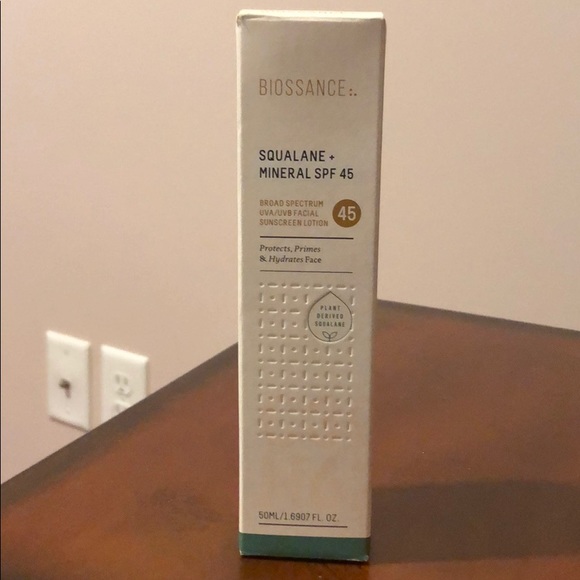 BIOSSANCE:.
SQUALANE +
MINERAL SPF 45
BROAD SPECTRUM
UVA/UVB FACIAL
SUNSCREEN LOTION
45
Protects, Primes
& Hydrates Face
PLANT
DERIVED
SQUALANE
50ML/1.6907 FL. OZ.